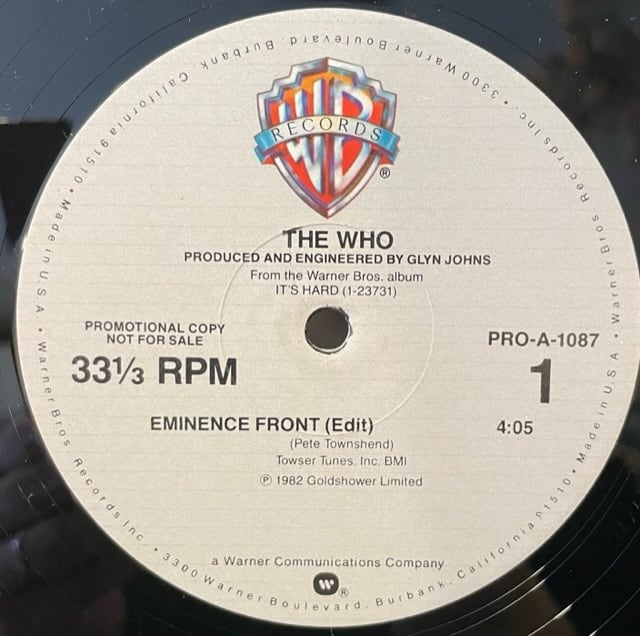 WB
RECORDS
®
THE WHO
PRODUCED AND ENGINEERED BY GLYN JOHNS
From the Warner Bros. album
IT'S HARD (1-23731)
PROMOTIONAL COPY
NOT FOR SALE
33⅓ RPM
PRO-A-1087
1
EMINENCE FRONT (Edit)
4:05
(Pete Townshend)
Towser Tunes, Inc. BMI
℗ 1982 Goldshower Limited
a Warner Communications Company
®
Warner Bros. Records Inc. • 3300 Warner Boulevard, Burbank, California 91510 • Made in U.S.A. • Warner Bros. Records Inc. • 3300 Warner Boulevard, Burbank, California 91510 • Made in U.S.A. •